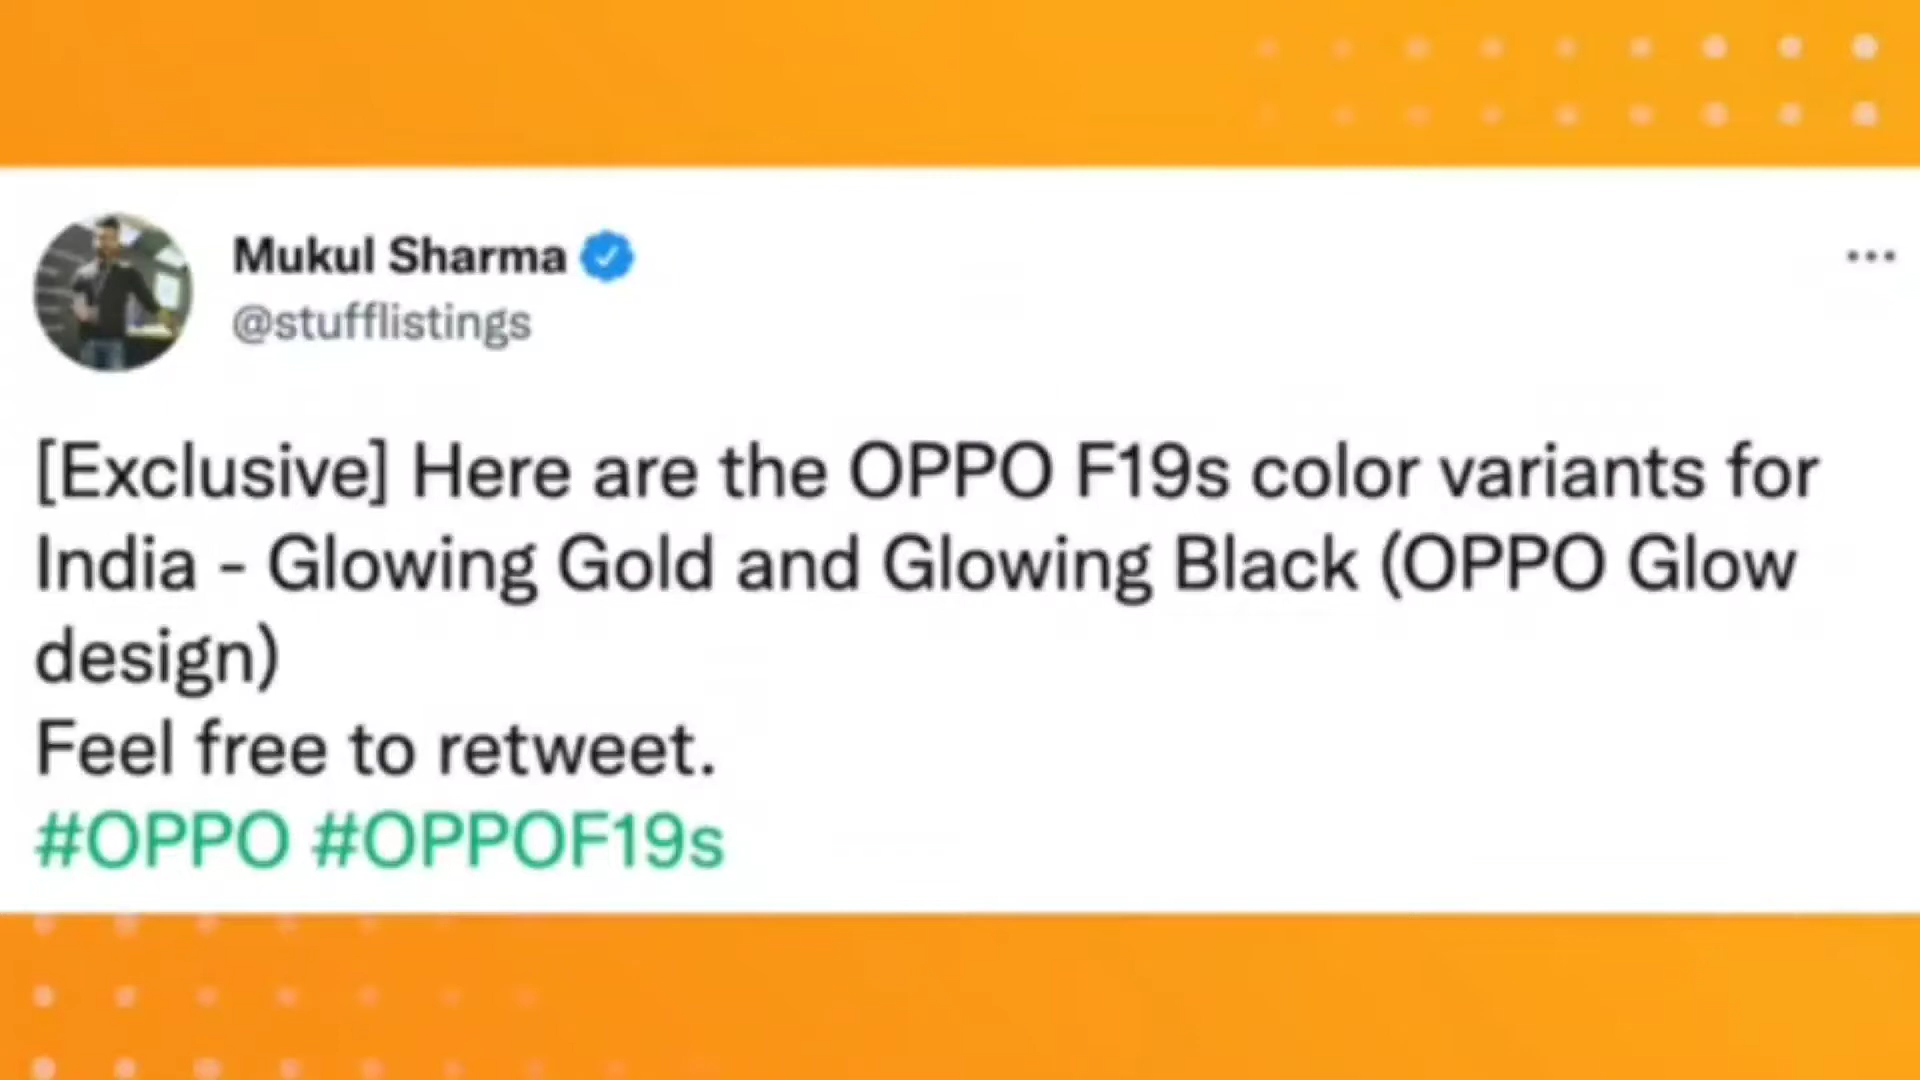 Mukul Sharma
@stufflistings
[Exclusive] Here are the OPPO F19s color variants for
India - Glowing Gold and Glowing Black (OPPO Glow
design)
Feel free to retweet.
#OPPO #OPPOF19s